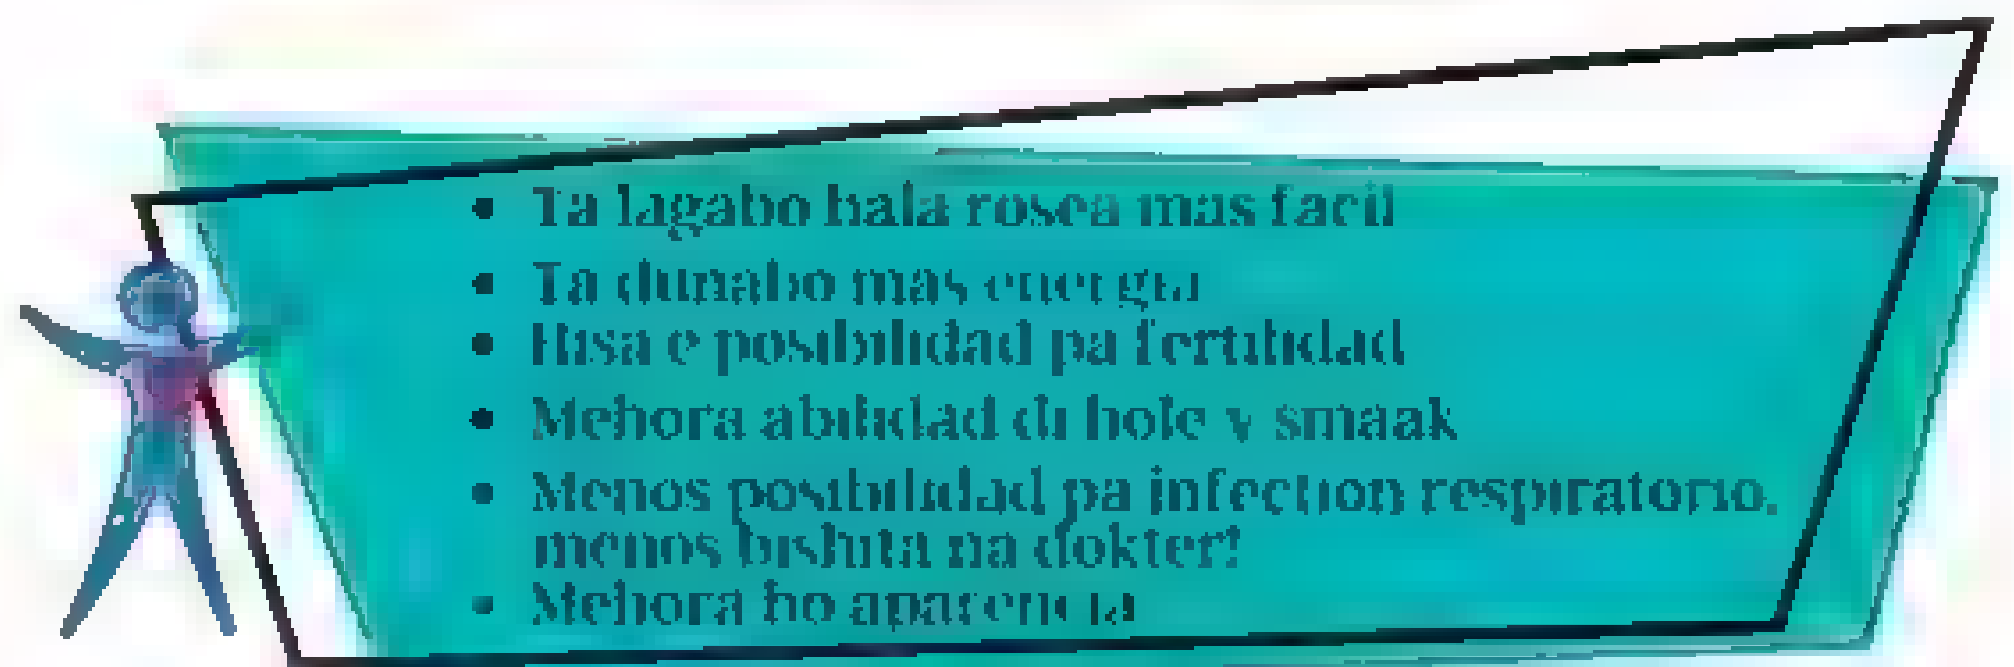 • Ta lagabo hala rosea mas facil
• Ta dunabo mas energia
• Hisa e posibilidad pa fertilidad
• Mehora abilidad di hole y smaak
• Menos posibilidad pa infection respiratorio,
menos bishita na dokter!
• Mehora bo aparencia